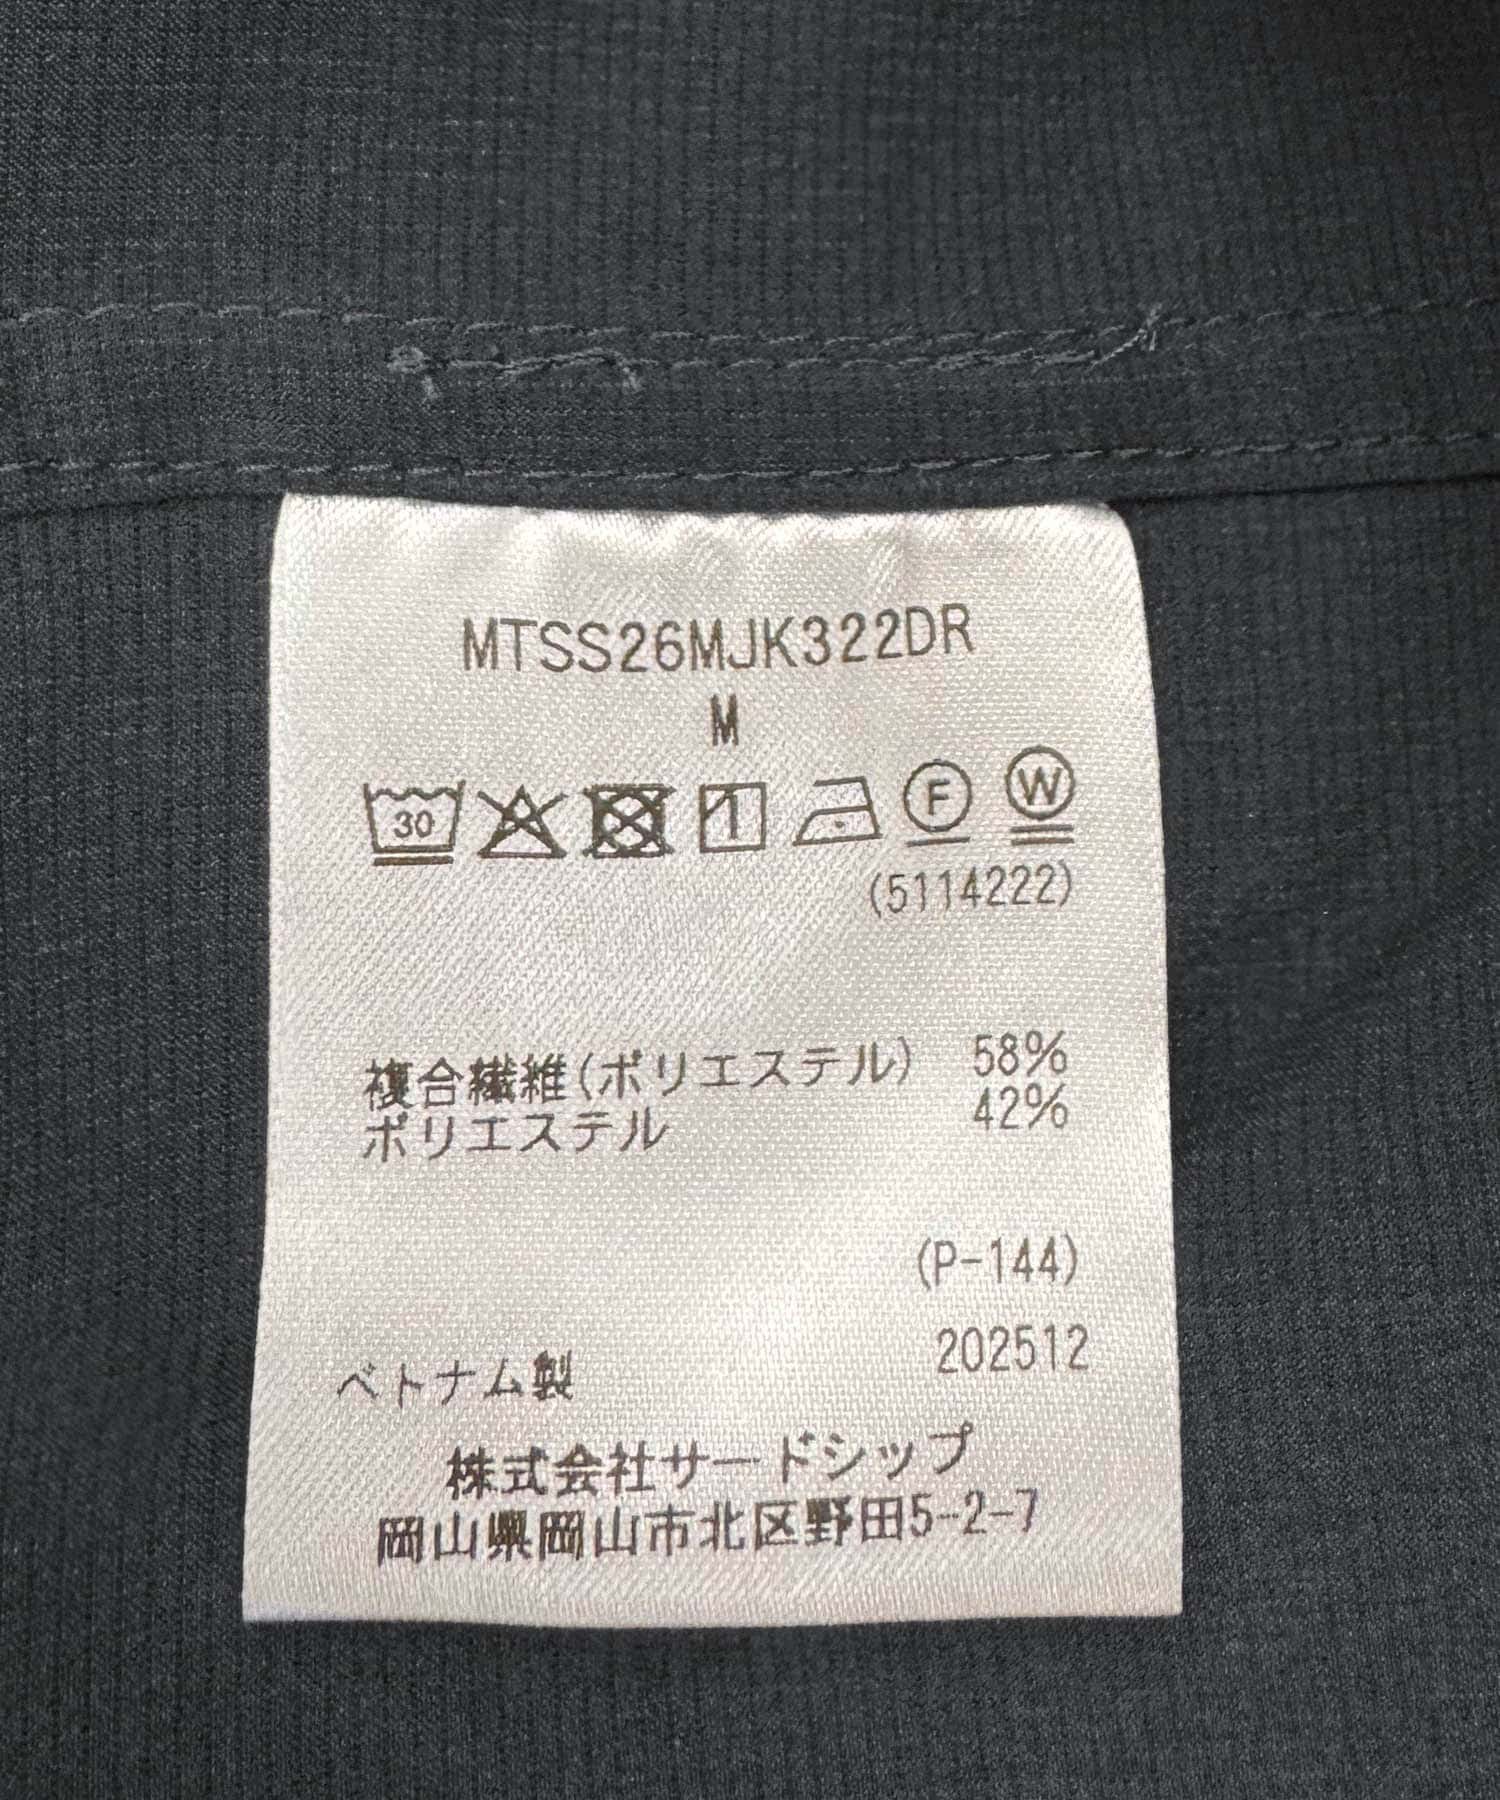 MTSS26MJK322DR
M
30 1 F W
(5114222)
複合繊維(ポリエステル) 58%
ポリエステル 42%
(P-144)
202512
ベトナム製
株式会社サードシップ
岡山県岡山市北区野田5-2-7